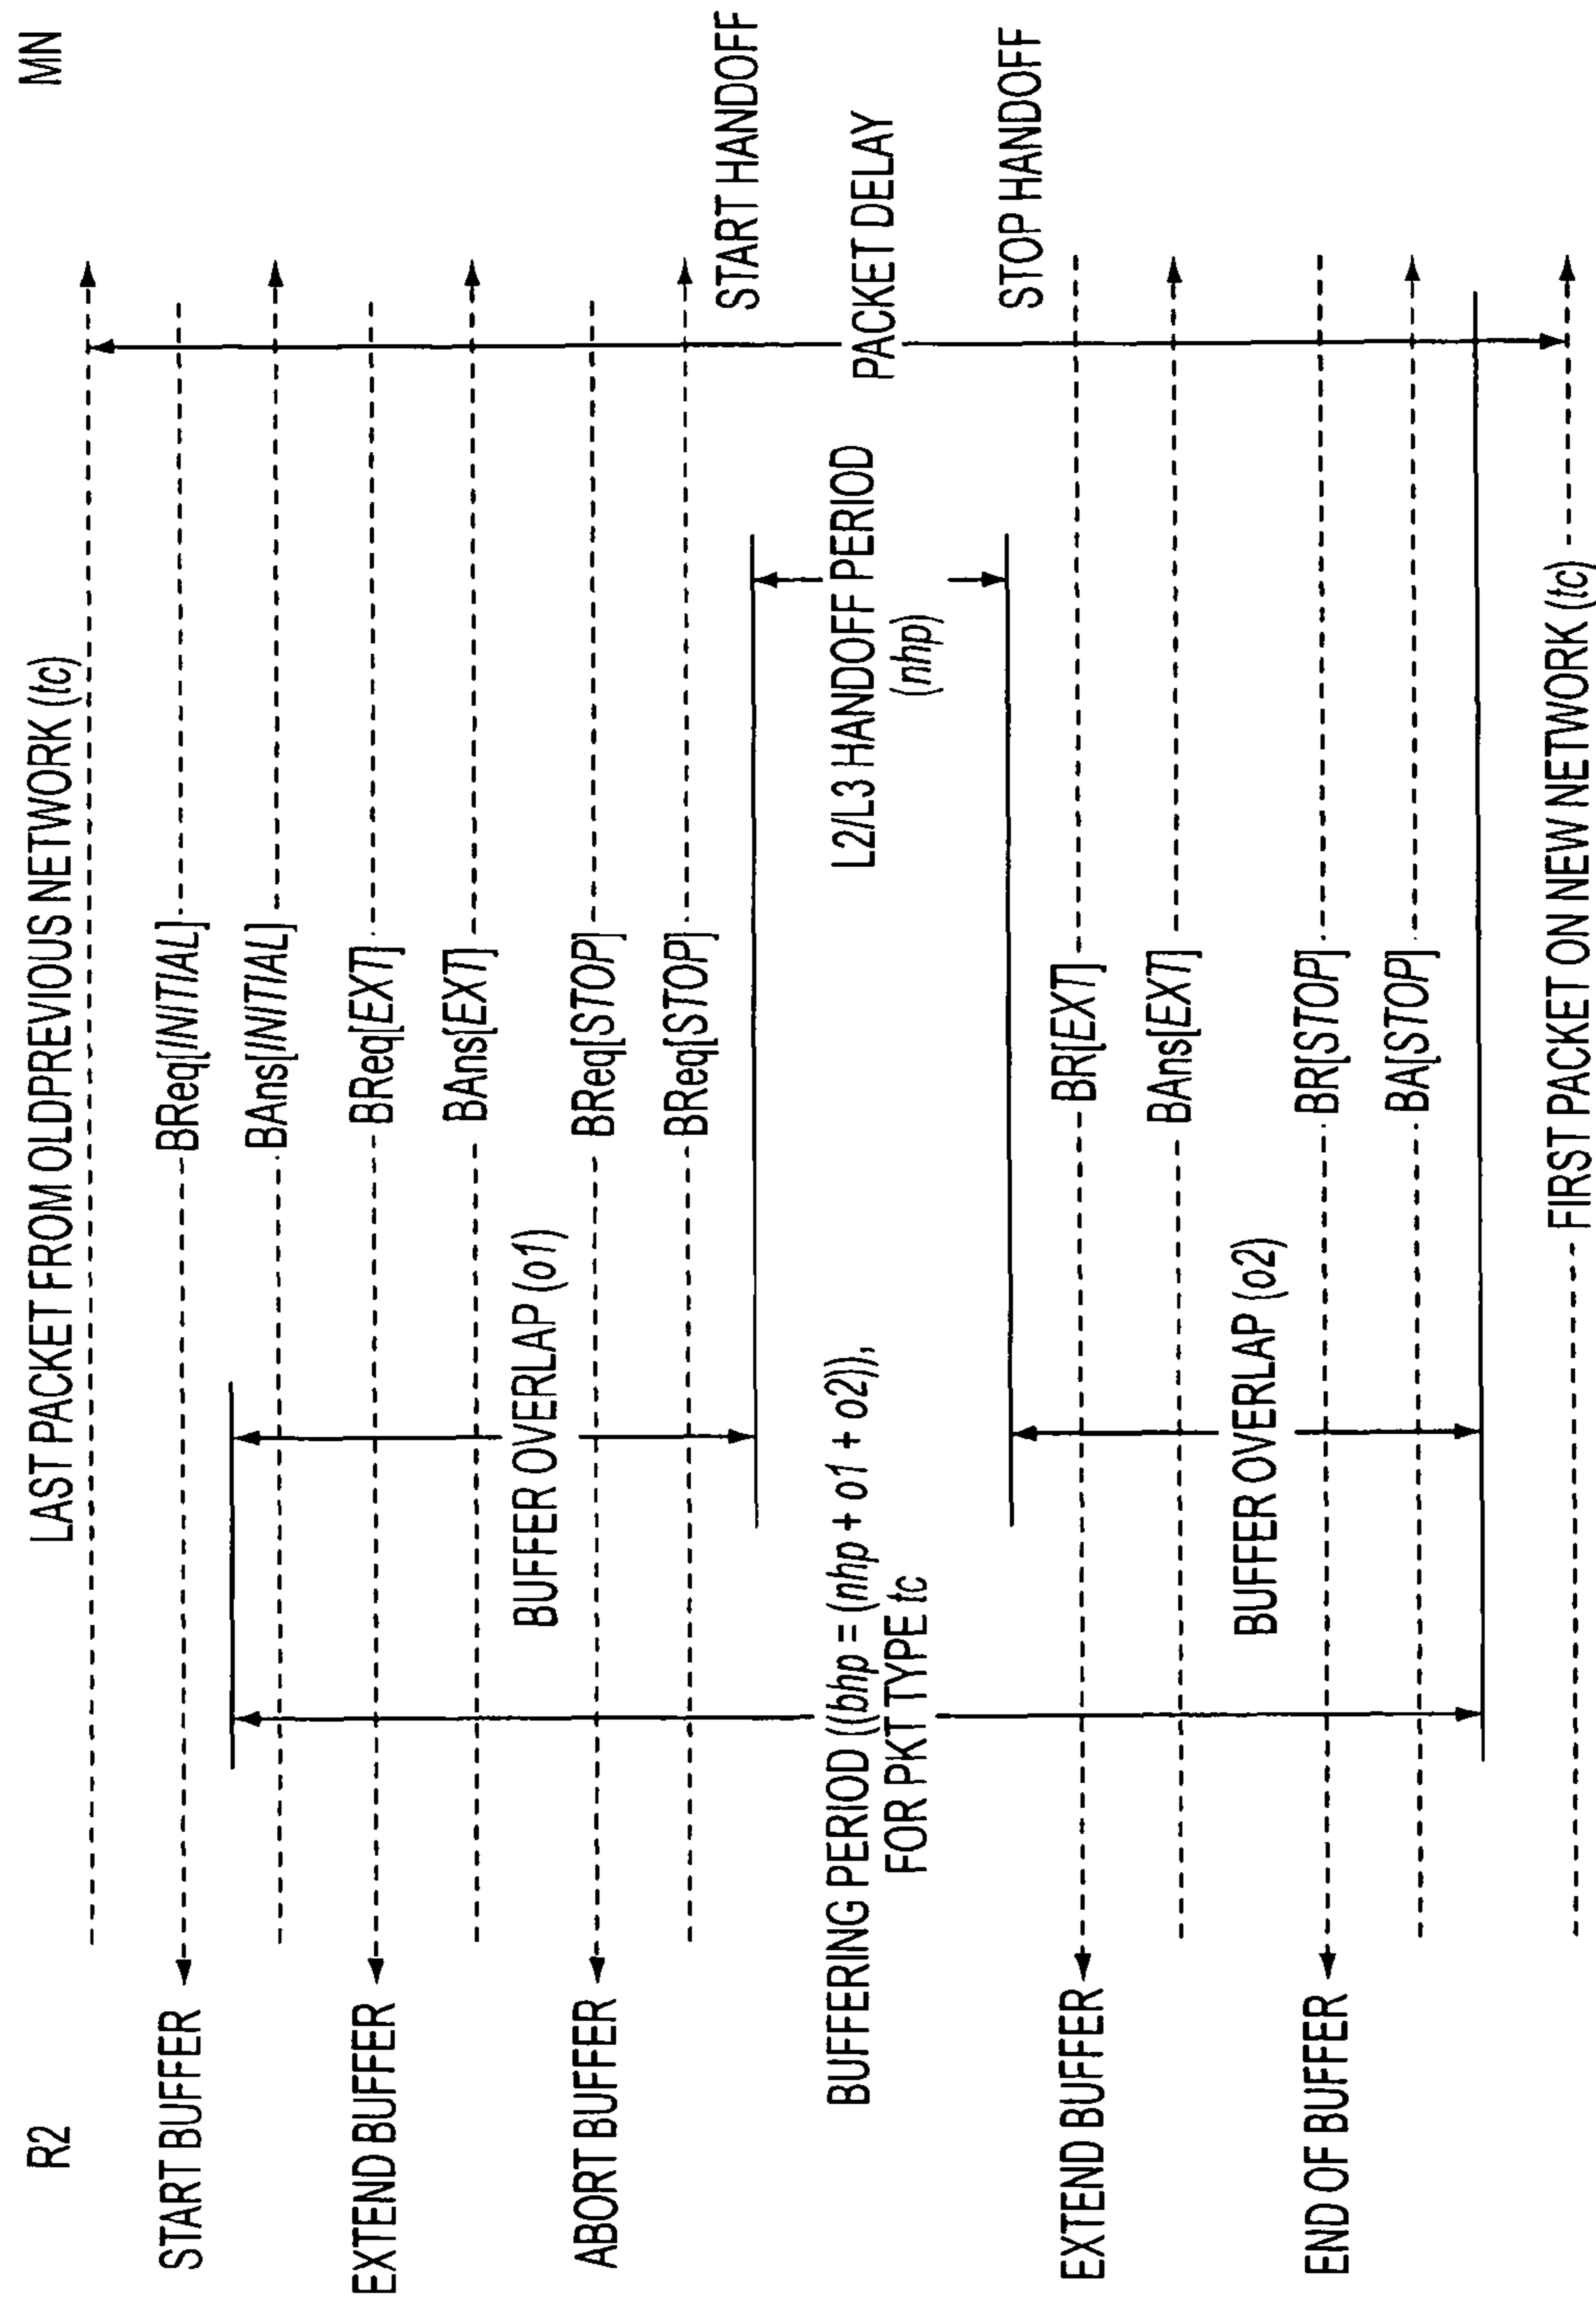 R2
MN
LAST PACKET FROM OLDPREVIOUS NETWORK (tc)
START BUFFER
BReq[INITIAL]
BAns[INITIAL]
EXTEND BUFFER
BReq[EXT]
BAns[EXT]
BUFFER OVERLAP (o1)
ABORT BUFFER
BReq[STOP]
BReq[STOP]
START HANDOFF
BUFFERING PERIOD ((bhp = (nhp + o1 + o2)),
FOR PKT TYPE tc
L2/L3 HANDOFF PERIOD
(nhp)
PACKET DELAY
STOP HANDOFF
EXTEND BUFFER
BR[EXT]
BAns[EXT]
BUFFER OVERLAP (o2)
END OF BUFFER
BR[STOP]
BA[STOP]
FIRST PACKET ON NEW NETWORK (tc)